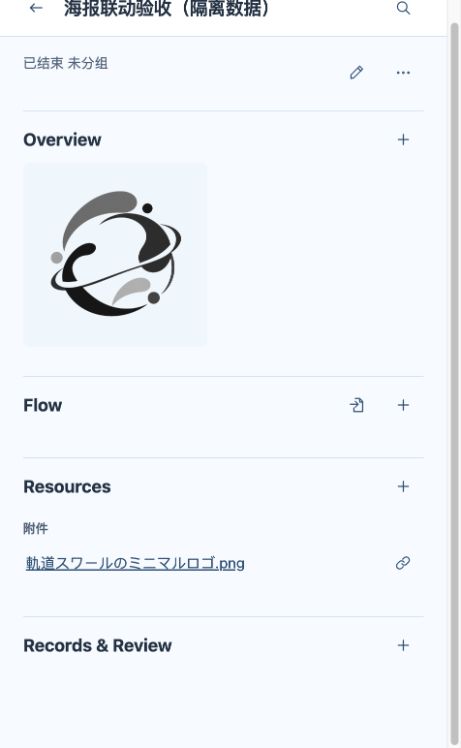 海报联动验收（隔离数据）
已结束 未分组
Overview
Flow
Resources
附件
軌道スワールのミニマルロゴ.png
Records & Review